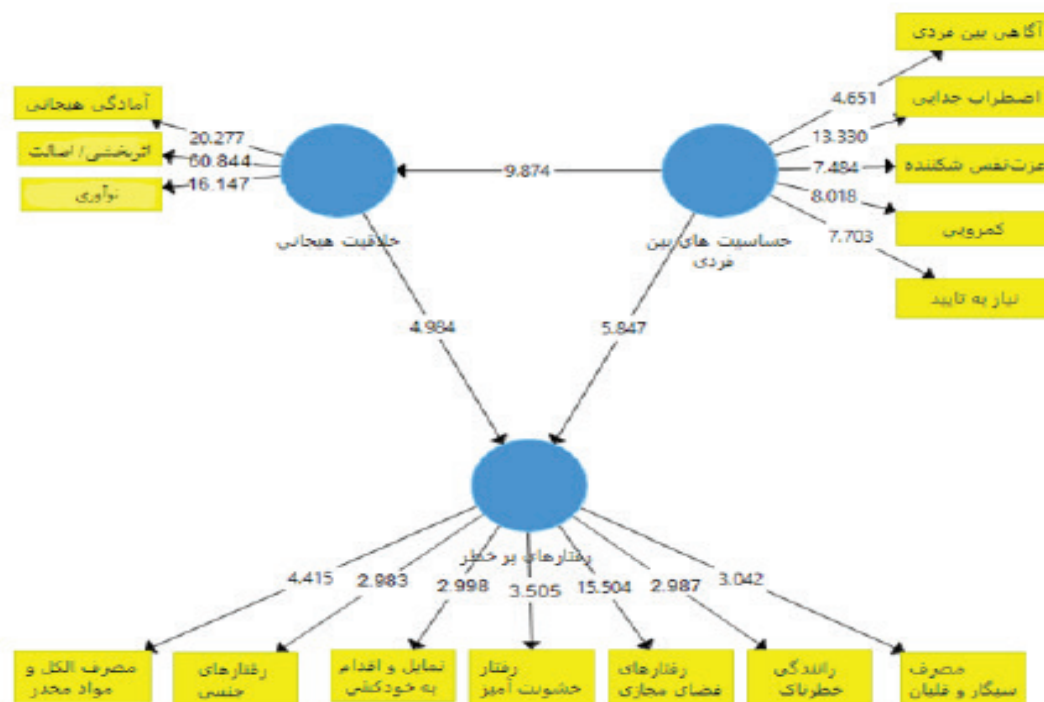 آگاهی بین فردی
4.651
اضطراب جدایی
13.330
عزت‌نفس شکننده
7.484
کمرویی
8.018
نیاز به تایید
7.703
حساسیت های بین
فردی
9.874
آمادگی هیجانی
20.277
اثربخشی/ اصالت
60.844
نوآوری
16.147
خلاقیت هیجانی
4.984
5.847
رفتارهای پر خطر
3.042
2.987
15.504
3.505
2.998
2.983
4.415
مصرف
سیگار و قلیان
رانندگی
خطرناک
رفتارهای
فضای مجازی
رفتار
خشونت آمیز
تمایل و اقدام
به خودکشی
رفتارهای
جنسی
مصرف الکل و
مواد مخدر